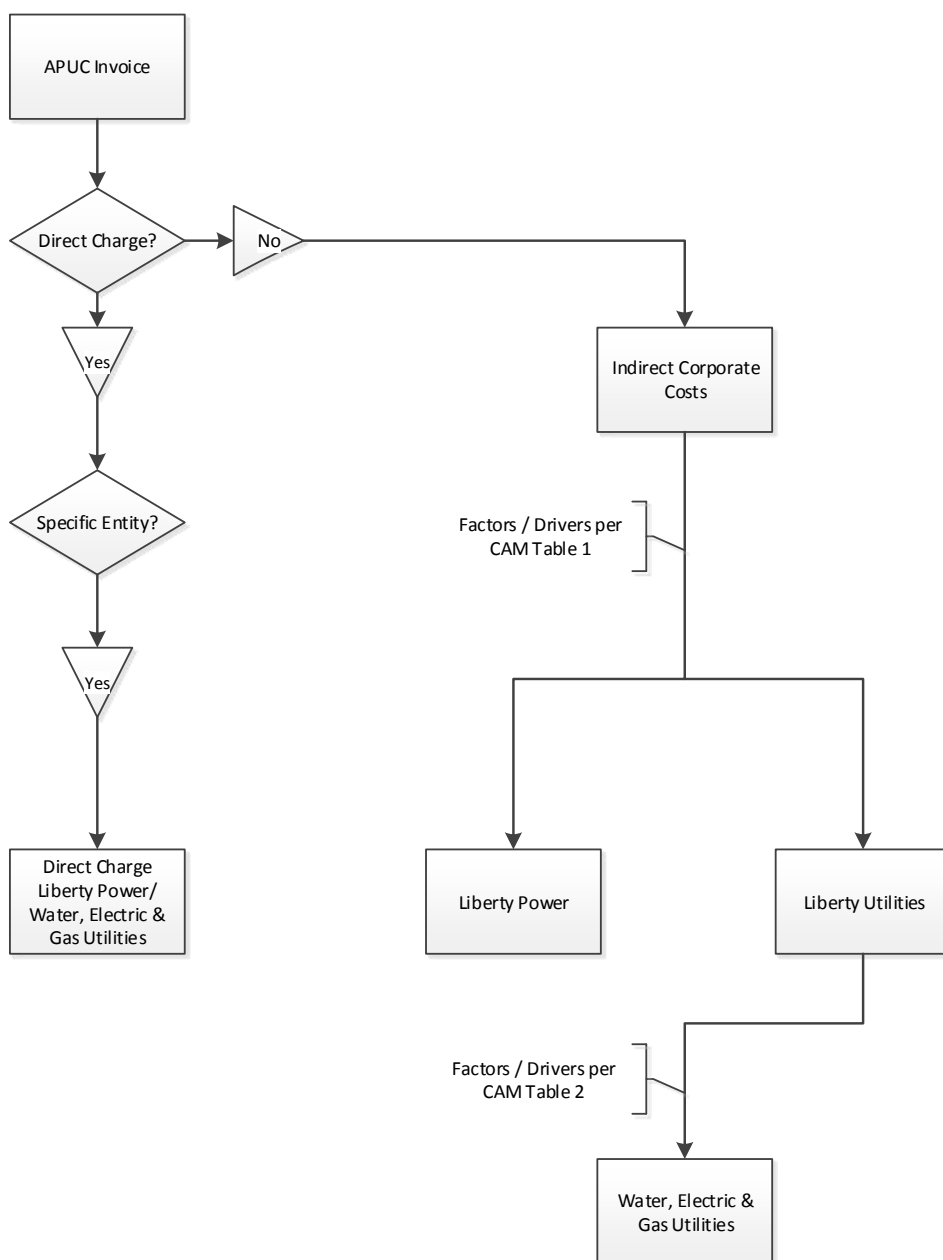 APUC Invoice
Direct Charge?
No
Yes
Indirect Corporate
Costs
Specific Entity?
Factors / Drivers per
CAM Table 1
Yes
Direct Charge
Liberty Power/
Water, Electric &
Gas Utilities
Liberty Power
Liberty Utilities
Factors / Drivers per
CAM Table 2
Water, Electric &
Gas Utilities